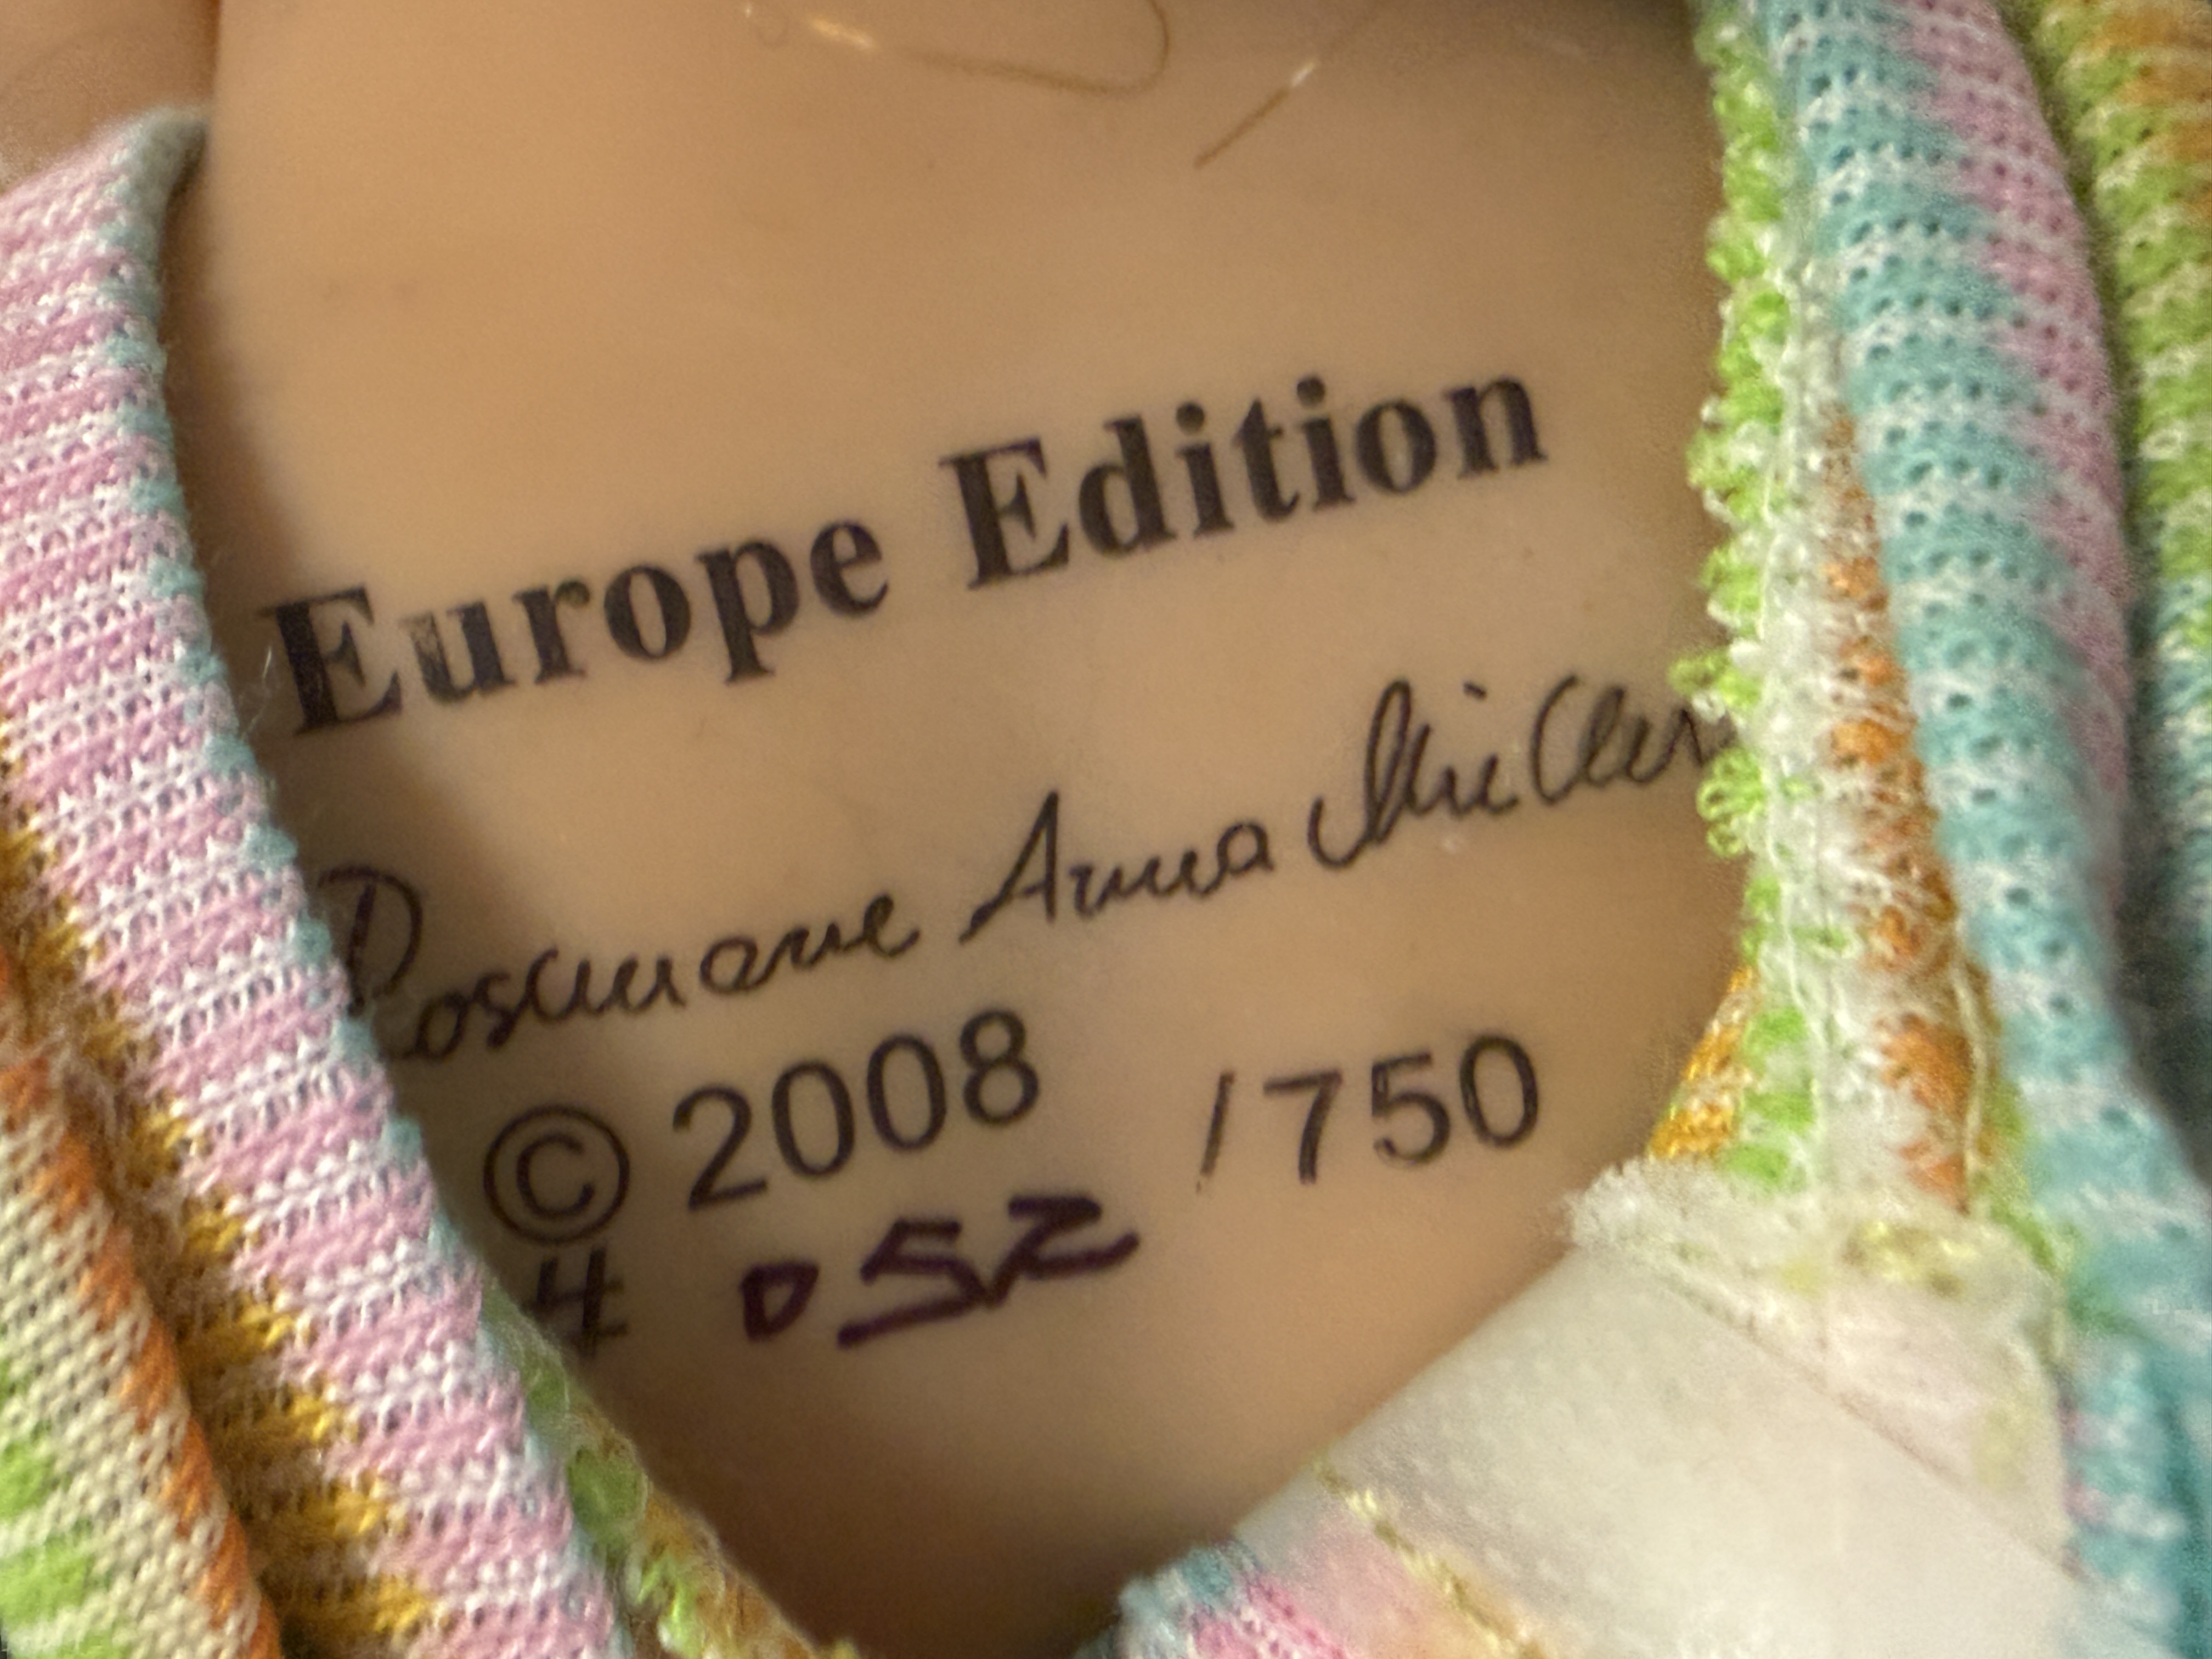 Europe Edition
Rosemarie Anna Müller
© 2008 /750
# 052